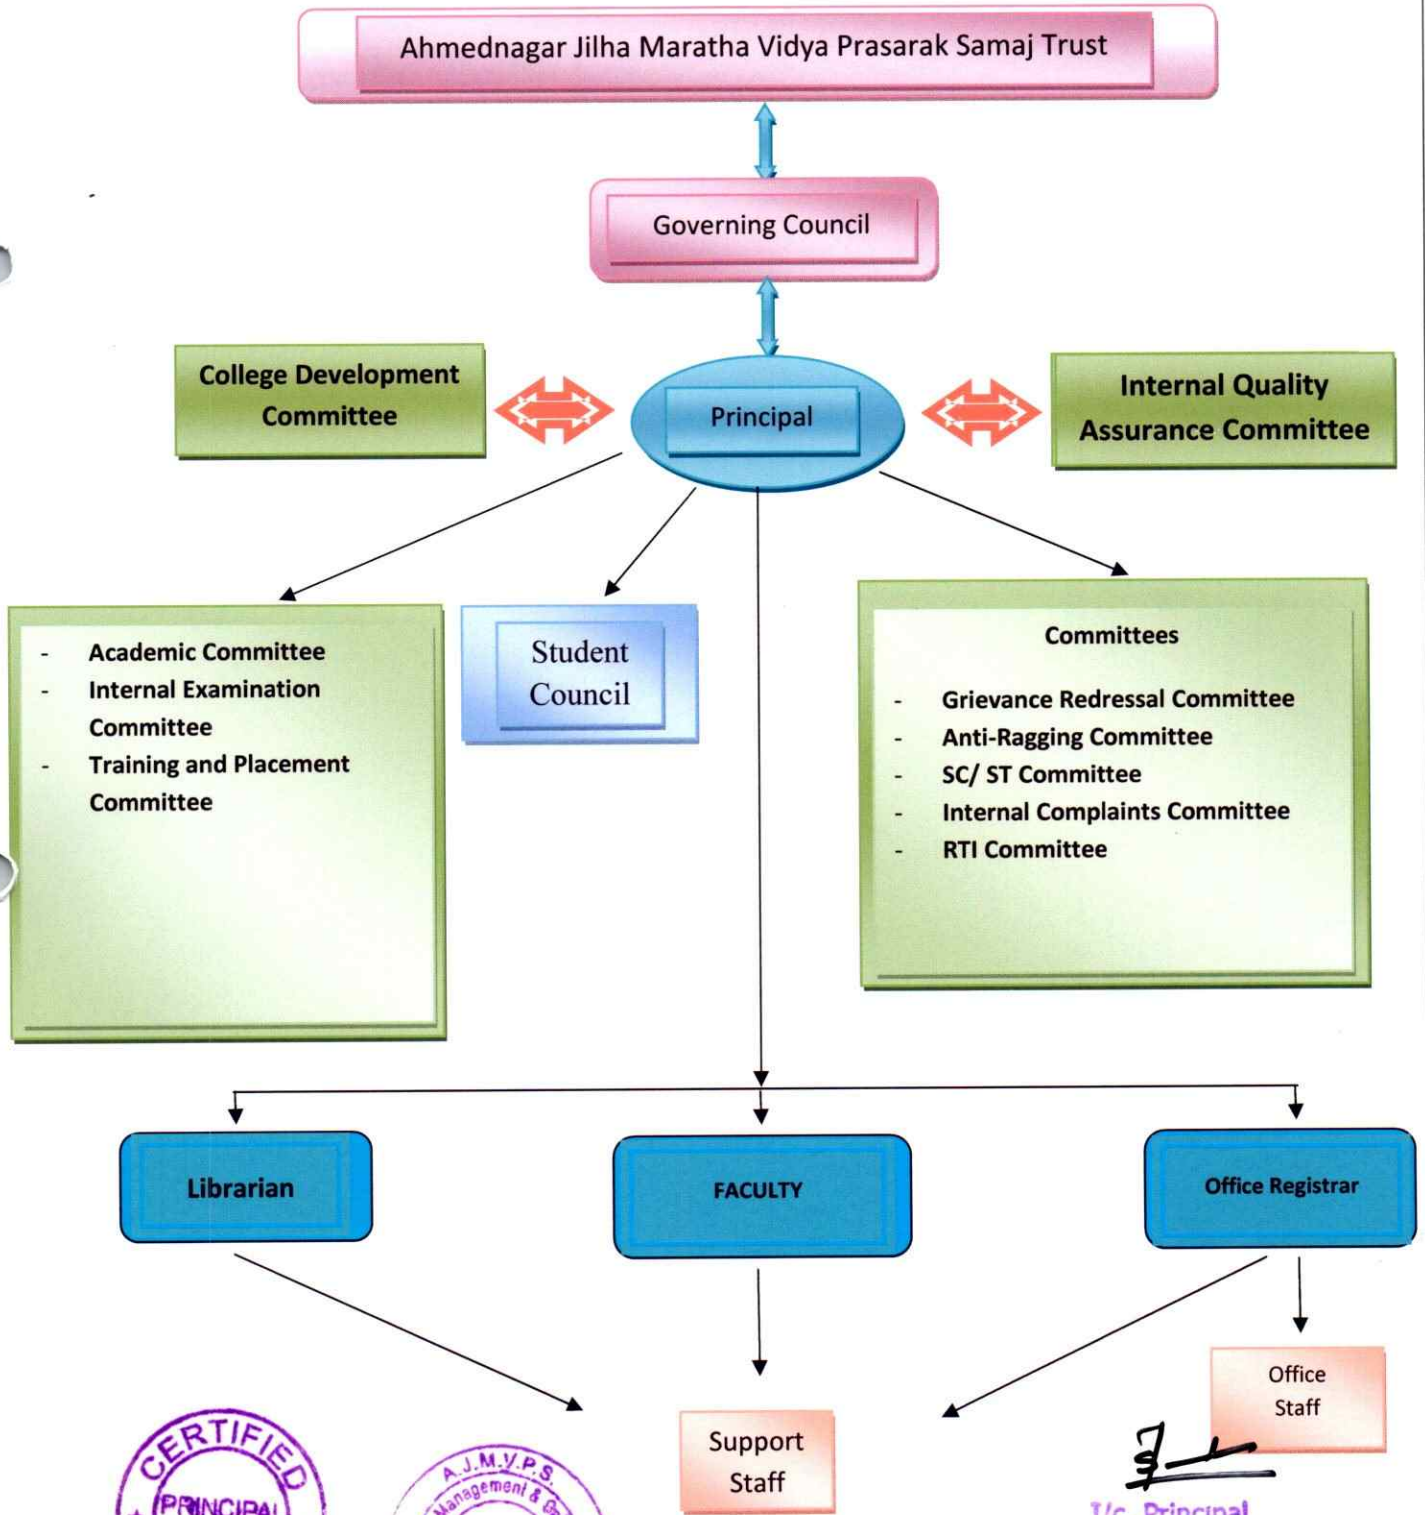 Ahmednagar Jilha Maratha Vidya Prasarak Samaj Trust
Governing Council
College Development
Committee
Principal
Internal Quality
Assurance Committee
- Academic Committee
- Internal Examination
Committee
- Training and Placement
Committee
Student
Council
Committees
- Grievance Redressal Committee
- Anti-Ragging Committee
- SC/ ST Committee
- Internal Complaints Committee
- RTI Committee
Librarian
FACULTY
Office Registrar
Office
Staff
Support
Staff
CERTIFIED
PRINCIPAL
A.J.M.V.P.S.
Management &
I/c. Principal